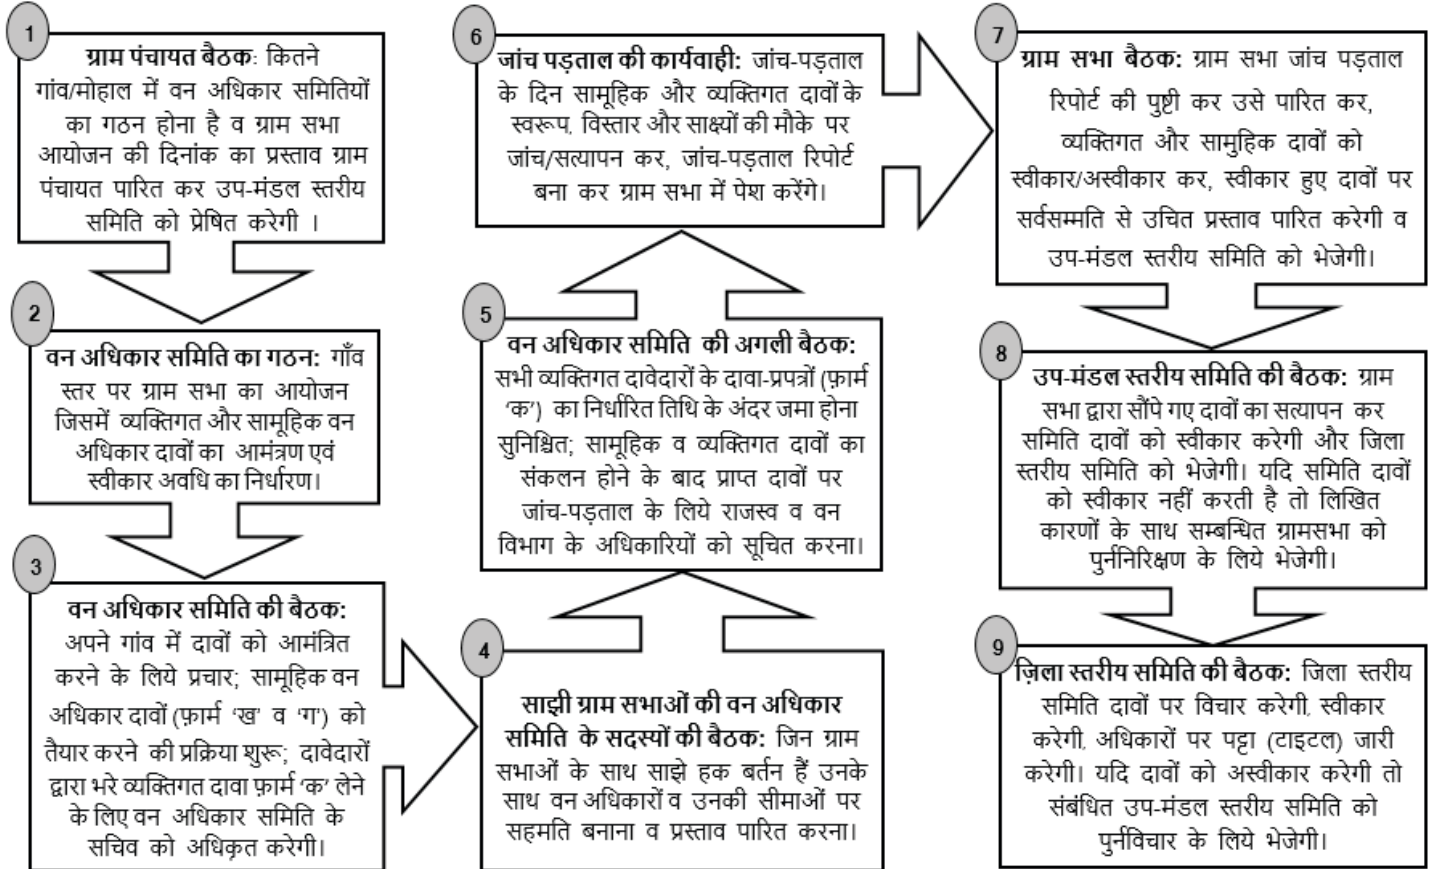 1
ग्राम पंचायत बैठक: कितने
गांव/मोहाल में वन अधिकार समितियों
का गठन होना है व ग्राम सभा
आयोजन की दिनांक का प्रस्ताव ग्राम
पंचायत पारित कर उप-मंडल स्तरीय
समिति को प्रेषित करेगी ।
2
वन अधिकार समिति का गठन: गाँव
स्तर पर ग्राम सभा का आयोजन
जिसमें व्यक्तिगत और सामूहिक वन
अधिकार दावों का आमंत्रण एवं
स्वीकार अवधि का निर्धारण।
3
वन अधिकार समिति की बैठक:
अपने गांव में दावों को आमंत्रित
करने के लिये प्रचार; सामूहिक वन
अधिकार दावों (फ़ार्म ‘ख’ व ‘ग’) को
तैयार करने की प्रक्रिया शुरू; दावेदारों
द्वारा भरे व्यक्तिगत दावा फ़ार्म ‘क’ लेने
के लिए वन अधिकार समिति के
सचिव को अधिकृत करेगी।
4
साझी ग्राम सभाओं की वन अधिकार
समिति के सदस्यों की बैठक: जिन ग्राम
सभाओं के साथ साझे हक बर्तन हैं उनके
साथ वन अधिकारों व उनकी सीमाओं पर
सहमति बनाना व प्रस्ताव पारित करना।
5
वन अधिकार समिति की अगली बैठक:
सभी व्यक्तिगत दावेदारों के दावा-प्रपत्रों (फ़ार्म
‘क’) का निर्धारित तिथि के अंदर जमा होना
सुनिश्चित; सामूहिक व व्यक्तिगत दावों का
संकलन होने के बाद प्राप्त दावों पर
जांच-पड़ताल के लिये राजस्व व वन
विभाग के अधिकारियों को सूचित करना।
6
जांच पड़ताल की कार्यवाही: जांच-पड़ताल
के दिन सामूहिक और व्यक्तिगत दावों के
स्वरूप, विस्तार और साक्ष्यों की मौके पर
जांच/सत्यापन कर, जांच-पड़ताल रिपोर्ट
बना कर ग्राम सभा में पेश करेंगे।
7
ग्राम सभा बैठक: ग्राम सभा जांच पड़ताल
रिपोर्ट की पुष्टी कर उसे पारित कर,
व्यक्तिगत और सामुहिक दावों को
स्वीकार/अस्वीकार कर, स्वीकार हुए दावों पर
सर्वसम्मति से उचित प्रस्ताव पारित करेगी व
उप-मंडल स्तरीय समिति को भेजेगी।
8
उप-मंडल स्तरीय समिति की बैठक: ग्राम
सभा द्वारा सौंपे गए दावों का सत्यापन कर
समिति दावों को स्वीकार करेगी और जिला
स्तरीय समिति को भेजेगी। यदि समिति दावों
को स्वीकार नहीं करती है तो लिखित
कारणों के साथ सम्बन्धित ग्रामसभा को
पुर्ननिरिक्षण के लिये भेजेगी।
9
ज़िला स्तरीय समिति की बैठक: जिला स्तरीय
समिति दावों पर विचार करेगी, स्वीकार
करेगी, अधिकारों पर पट्टा (टाइटल) जारी
करेगी। यदि दावों को अस्वीकार करेगी तो
संबंधित उप-मंडल स्तरीय समिति को
पुर्नविचार के लिये भेजेगी।